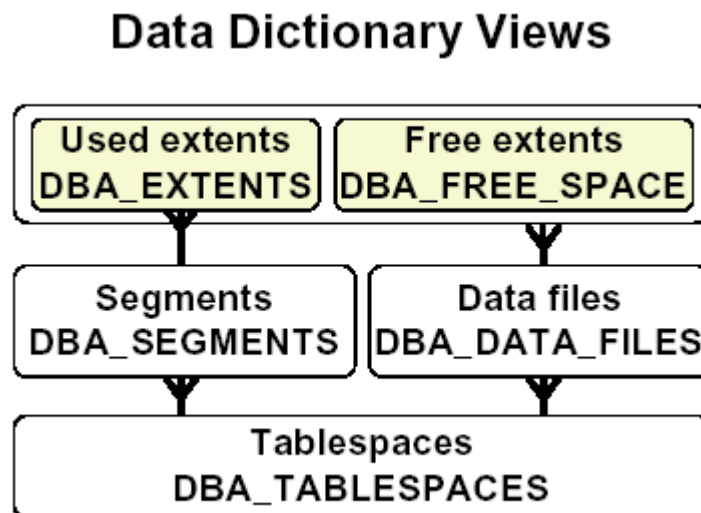 Data Dictionary Views
Used extents
DBA_EXTENTS
Free extents
DBA_FREE_SPACE
Segments
DBA_SEGMENTS
Data files
DBA_DATA_FILES
Tablespaces
DBA_TABLESPACES